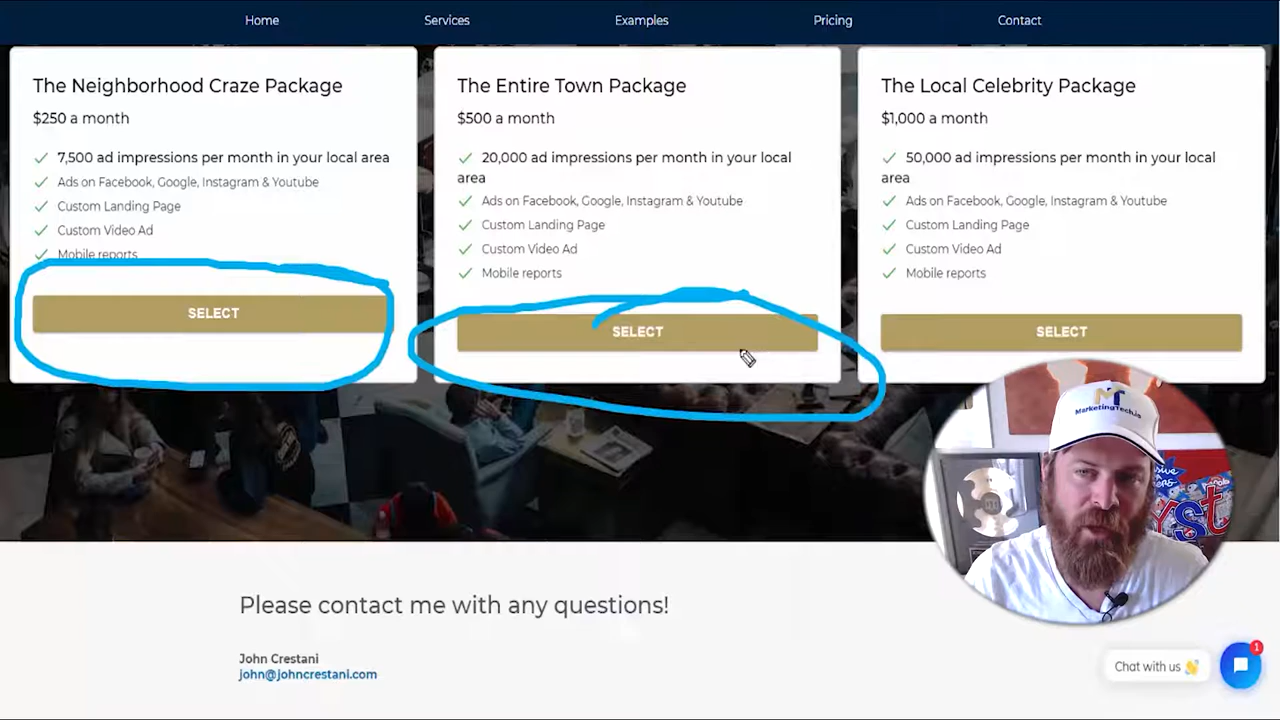 Home Services Examples Pricing Contact
The Neighborhood Craze Package
$250 a month
7,500 ad impressions per month in your local area
Ads on Facebook, Google, Instagram & Youtube
Custom Landing Page
Custom Video Ad
Mobile reports
SELECT
The Entire Town Package
$500 a month
20,000 ad impressions per month in your local
area
Ads on Facebook, Google, Instagram & Youtube
Custom Landing Page
Custom Video Ad
Mobile reports
SELECT
The Local Celebrity Package
$1,000 a month
50,000 ad impressions per month in your local
area
Ads on Facebook, Google, Instagram & Youtube
Custom Landing Page
Custom Video Ad
Mobile reports
SELECT
MT
MarketingTech.io
Please contact me with any questions!
John Crestani
john@johncrestani.com
Chat with us 👋
1